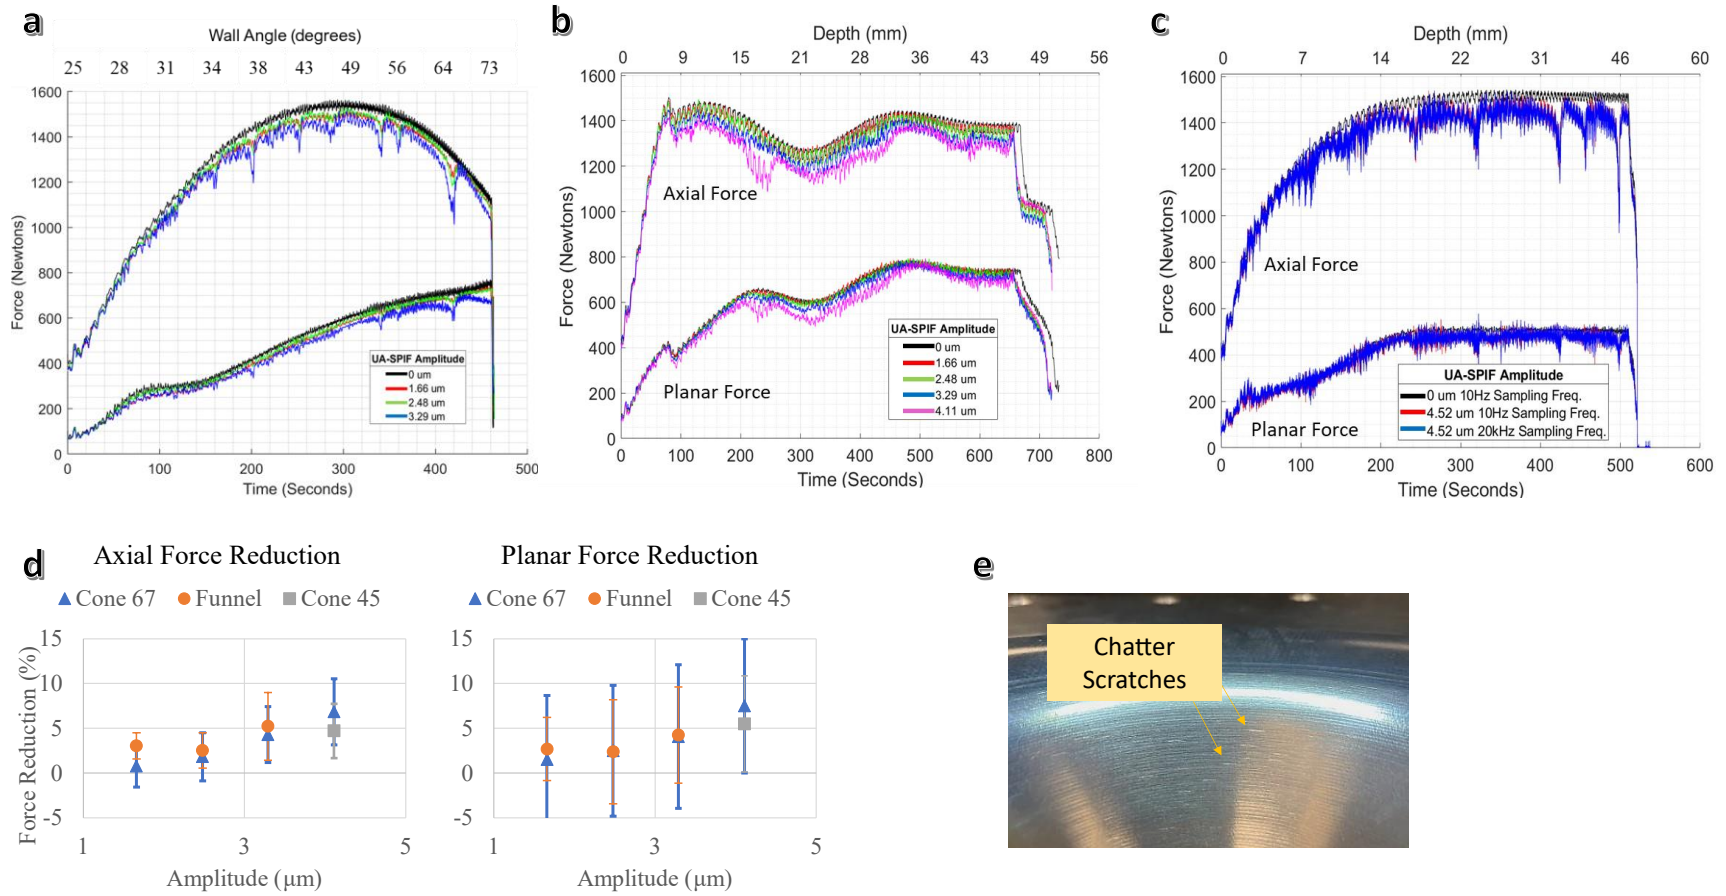 a
Wall Angle (degrees)
25 28 31 34 38 43 49 56 64 73
1600
1400
1200
1000
800
600
400
200
0
Force (Newtons)
UA-SPIF Amplitude
0 um
1.66 um
2.48 um
3.29 um
0 100 200 300 400 500
Time (Seconds)
b
Depth (mm)
0 9 15 21 28 36 43 49 56
1600
1400
1200
1000
800
600
400
200
0
Force (Newtons)
Axial Force
Planar Force
UA-SPIF Amplitude
0 um
1.66 um
2.48 um
3.29 um
4.11 um
0 100 200 300 400 500 600 700 800
Time (Seconds)
c
Depth (mm)
0 7 14 22 31 46 60
1600
1400
1200
1000
800
600
400
200
0
Force (Newtons)
Axial Force
Planar Force
UA-SPIF Amplitude
0 um 10Hz Sampling Freq.
4.52 um 10Hz Sampling Freq.
4.52 um 20kHz Sampling Freq.
0 100 200 300 400 500 600
Time (Seconds)
d
Axial Force Reduction
Cone 67 Funnel Cone 45
15
10
5
0
-5
Force Reduction (%)
1 3 5
Amplitude (μm)
Planar Force Reduction
Cone 67 Funnel Cone 45
15
10
5
0
-5
1 3 5
Amplitude (μm)
e
Chatter
Scratches